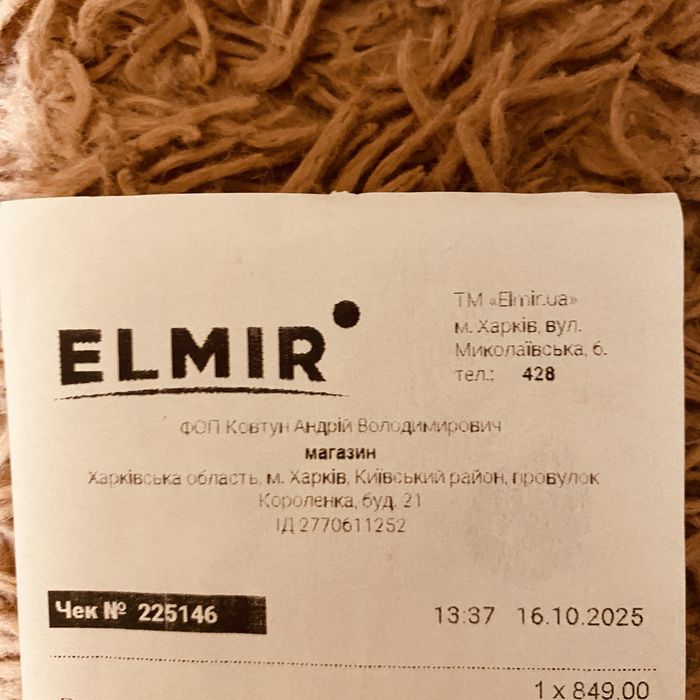 ELMIR
ТМ «Elmir.ua»
м. Харків, вул.
Миколаївська, 6.
тел.: 428
ФОП Ковтун Андрій Володимирович
магазин
Харківська область, м. Харків, Київський район, провулок
Короленка, буд. 21
ІД 2770611252
Чек № 225146 13:37 16.10.2025
1 x 849.00